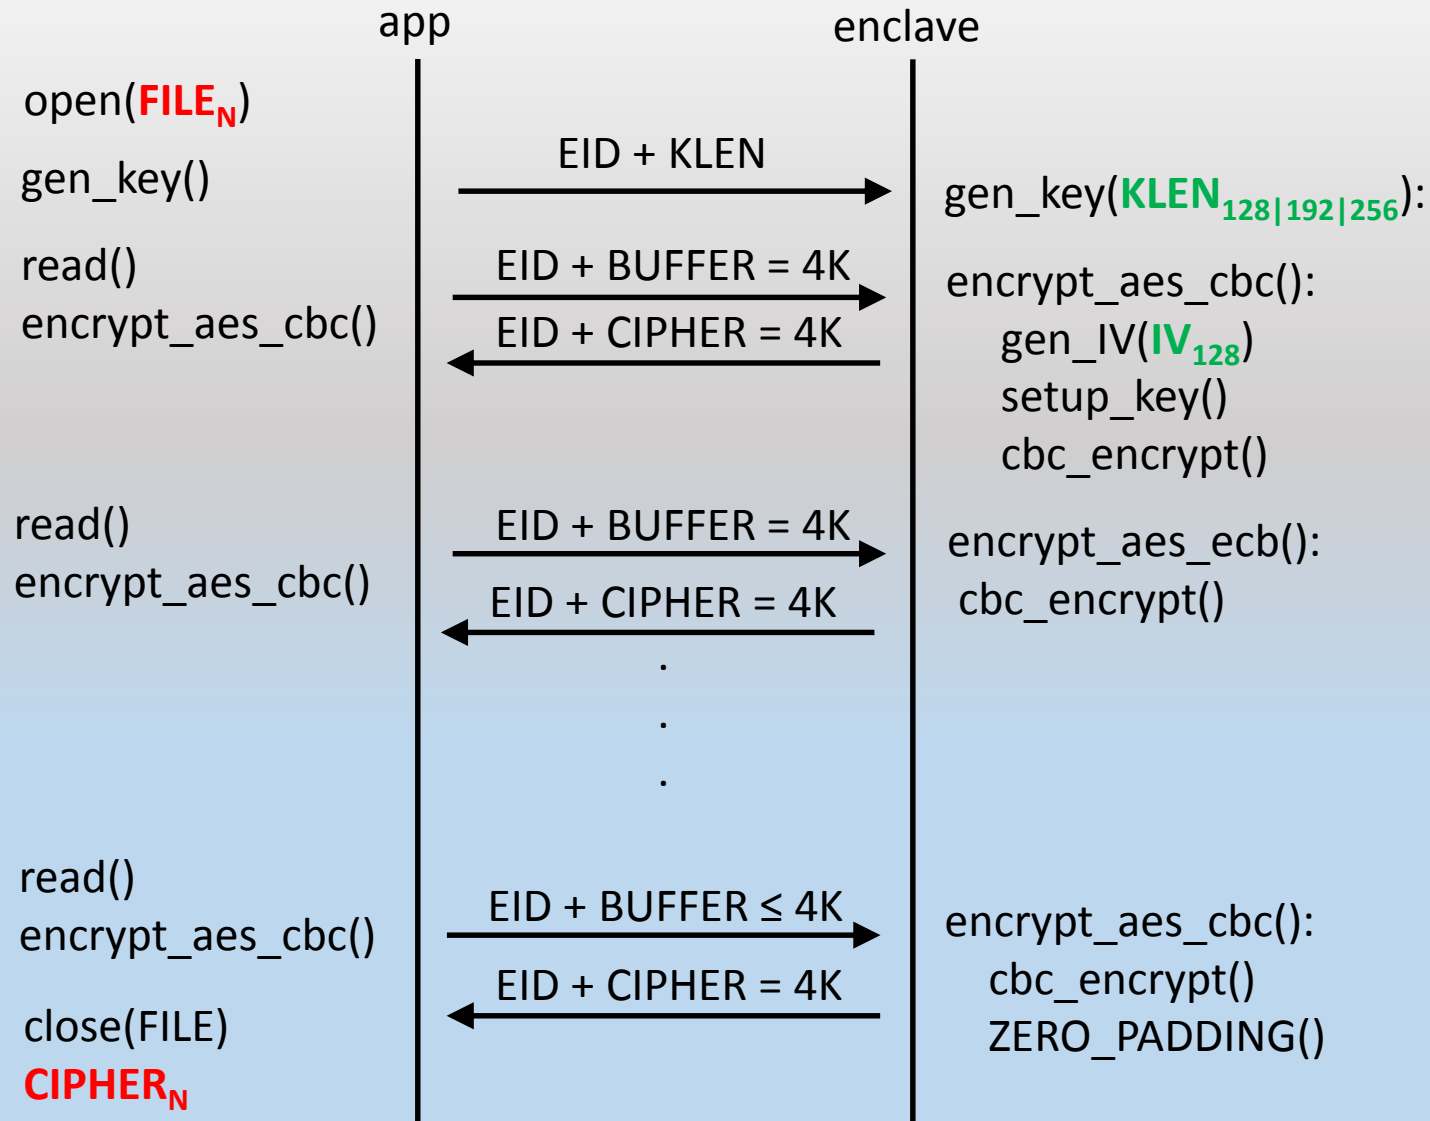 app
enclave
open(FILE_N)
gen_key()
EID + KLEN
gen_key(KLEN_128|192|256):
read()
encrypt_aes_cbc()
EID + BUFFER = 4K
EID + CIPHER = 4K
encrypt_aes_cbc():
gen_IV(IV_128)
setup_key()
cbc_encrypt()
read()
encrypt_aes_cbc()
EID + BUFFER = 4K
EID + CIPHER = 4K
encrypt_aes_ecb():
cbc_encrypt()
.
.
.
read()
encrypt_aes_cbc()
EID + BUFFER ≤ 4K
EID + CIPHER = 4K
encrypt_aes_cbc():
cbc_encrypt()
ZERO_PADDING()
close(FILE)
CIPHER_N